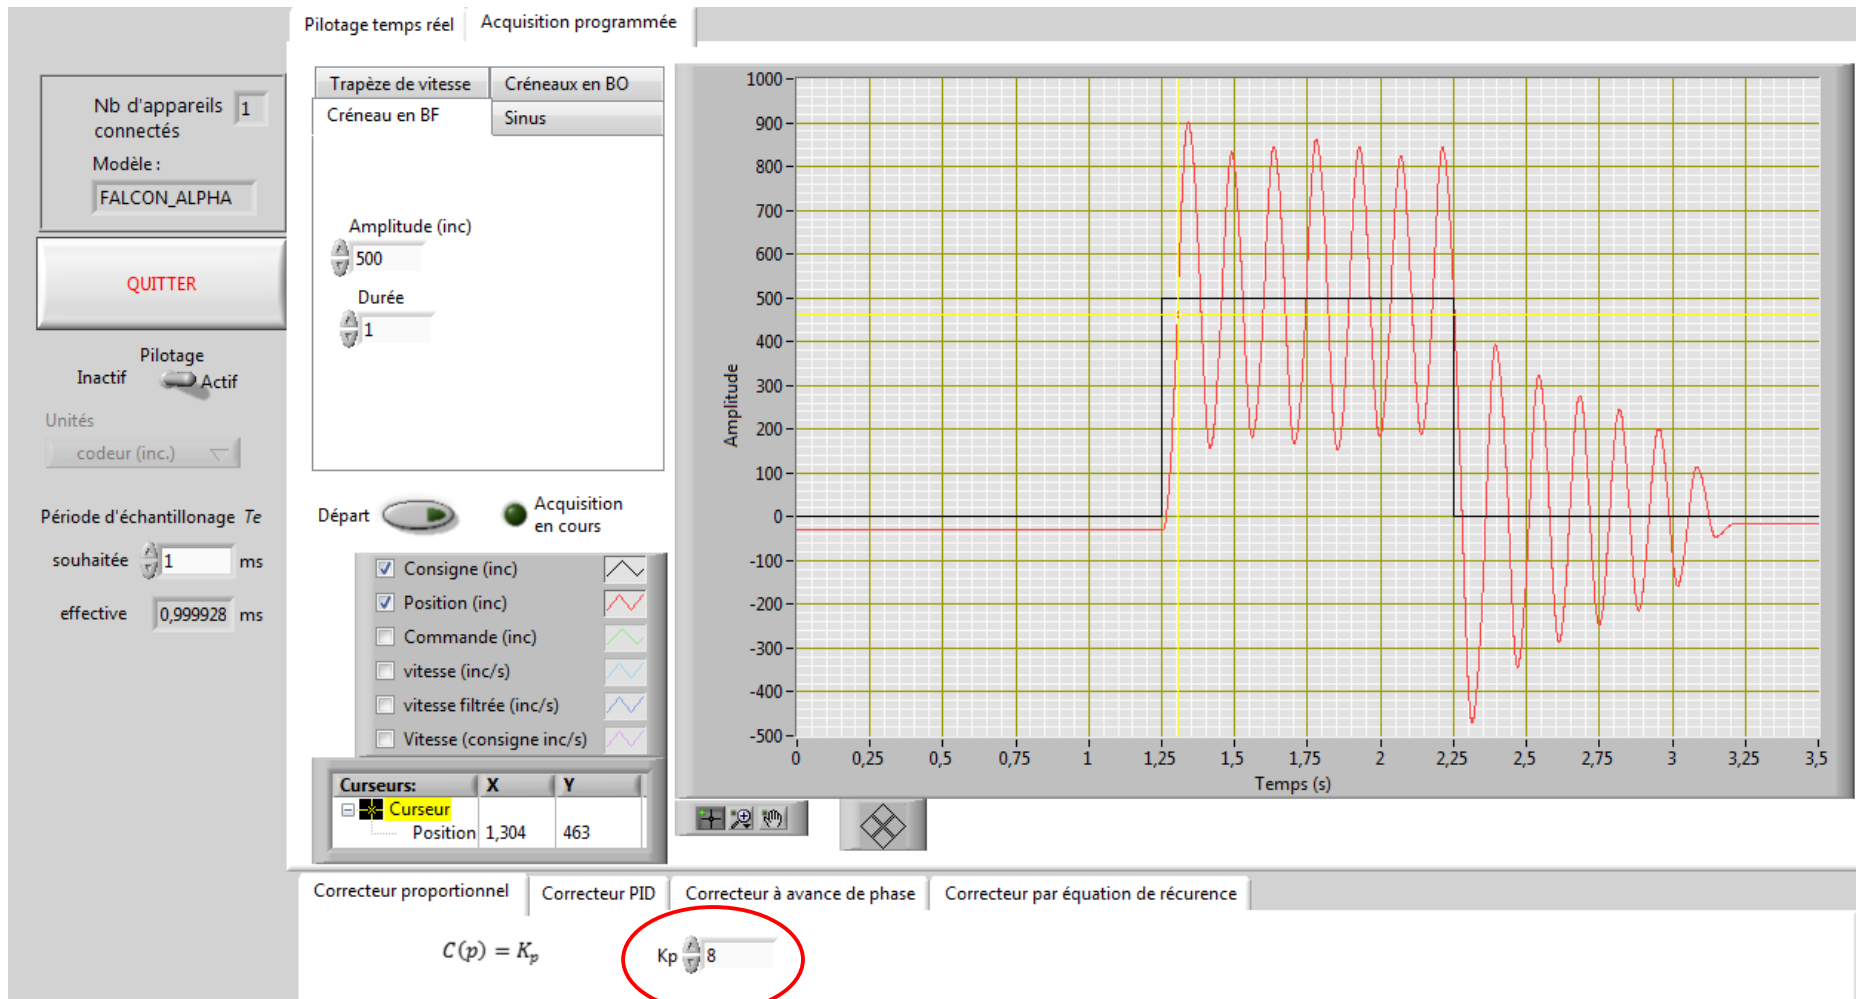 Pilotage temps réel
Acquisition programmée
Nb d'appareils connectés
1
Modèle :
FALCON_ALPHA
QUITTER
Pilotage
Inactif
Actif
Unités
codeur (inc.)
Période d'échantillonage Te
souhaitée
1
ms
effective
0,999928
ms
Trapèze de vitesse
Créneaux en BO
Créneau en BF
Sinus
Amplitude (inc)
500
Durée
1
Départ
Acquisition
en cours
Consigne (inc)
Position (inc)
Commande (inc)
vitesse (inc/s)
vitesse filtrée (inc/s)
Vitesse (consigne inc/s)
Curseurs:
X
Y
Curseur
Position
1,304
463
Amplitude
1000
900
800
700
600
500
400
300
200
100
0
-100
-200
-300
-400
-500
0
0,25
0,5
0,75
1
1,25
1,5
1,75
2
2,25
2,5
2,75
3
3,25
3,5
Temps (s)
Correcteur proportionnel
Correcteur PID
Correcteur à avance de phase
Correcteur par équation de récurence
C(p) = Kp
Kp
8